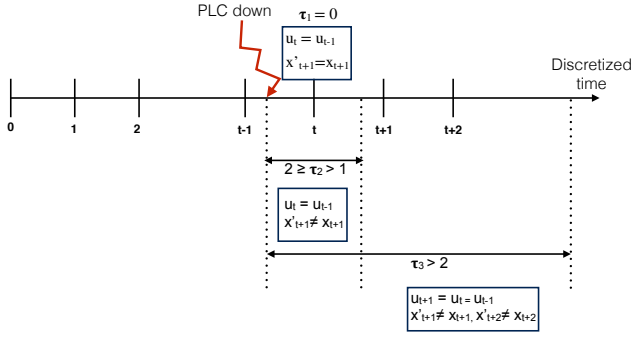 PLC down
τ₁ = 0
uₜ = uₜ₋₁
x'ₜ₊₁=xₜ₊₁
Discretized
time
0
1
2
t-1
t
t+1
t+2
2 ≥ τ₂ > 1
uₜ = uₜ₋₁
x'ₜ₊₁≠ xₜ₊₁
τ₃ > 2
uₜ₊₁ = uₜ = uₜ₋₁
x'ₜ₊₁≠ xₜ₊₁, x'ₜ₊₂≠ xₜ₊₂